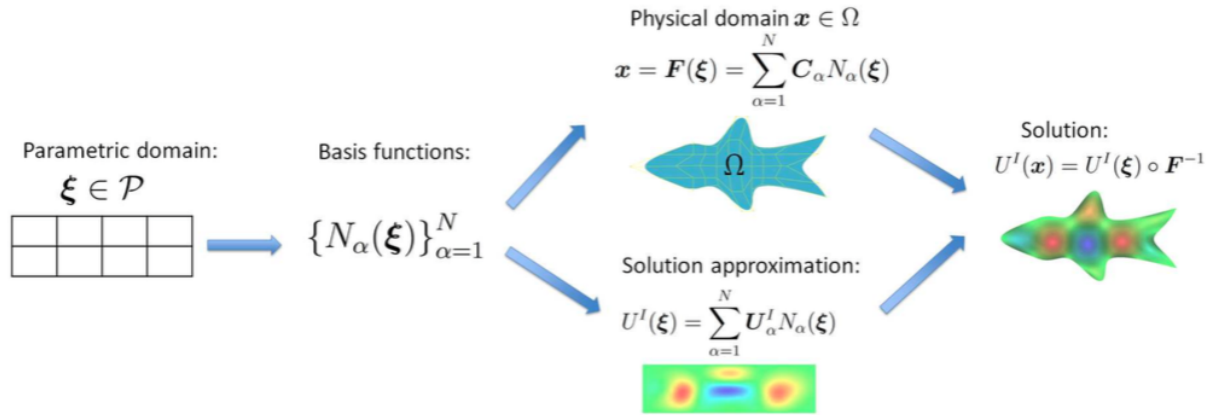 Parametric domain:
𝝃 ∈ 𝒫
Basis functions:
{N_α(𝝃)}_{α=1}^N
Physical domain 𝒙 ∈ Ω
𝒙 = 𝑭(𝝃) = ∑_{α=1}^N 𝑪_α N_α(𝝃)
Ω
Solution approximation:
U^I(𝝃) = ∑_{α=1}^N 𝑼_α^I N_α(𝝃)
Solution:
U^I(𝒙) = U^I(𝝃) ∘ 𝑭^{-1}